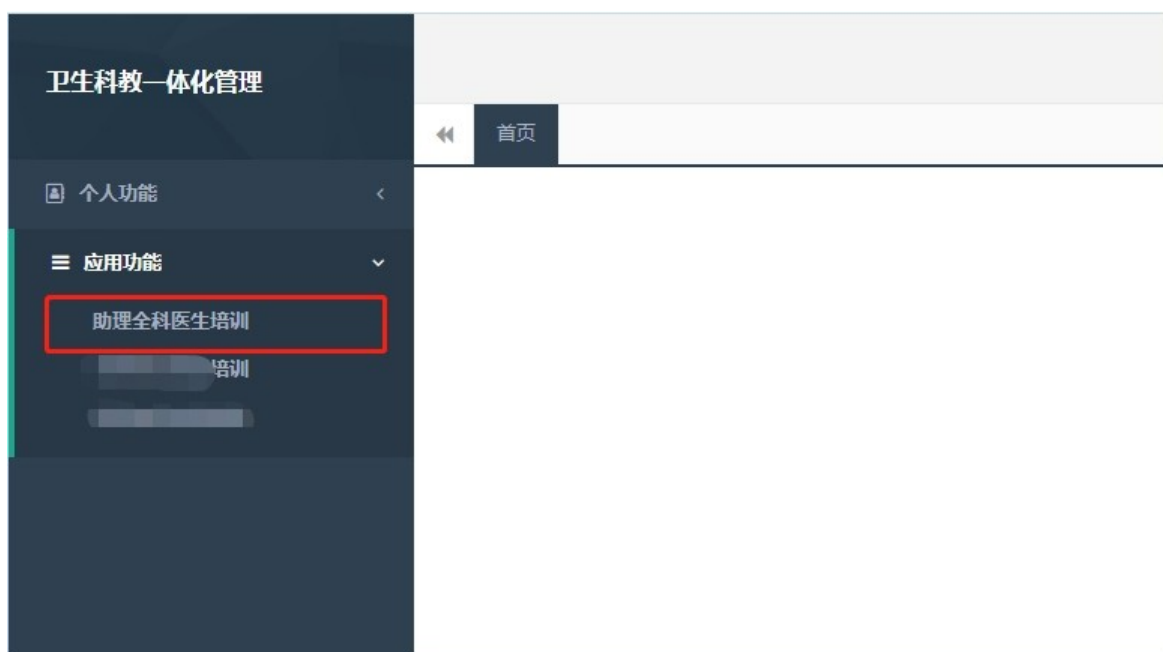 卫生科教一体化管理
首页
个人功能
应用功能
助理全科医生培训
培训